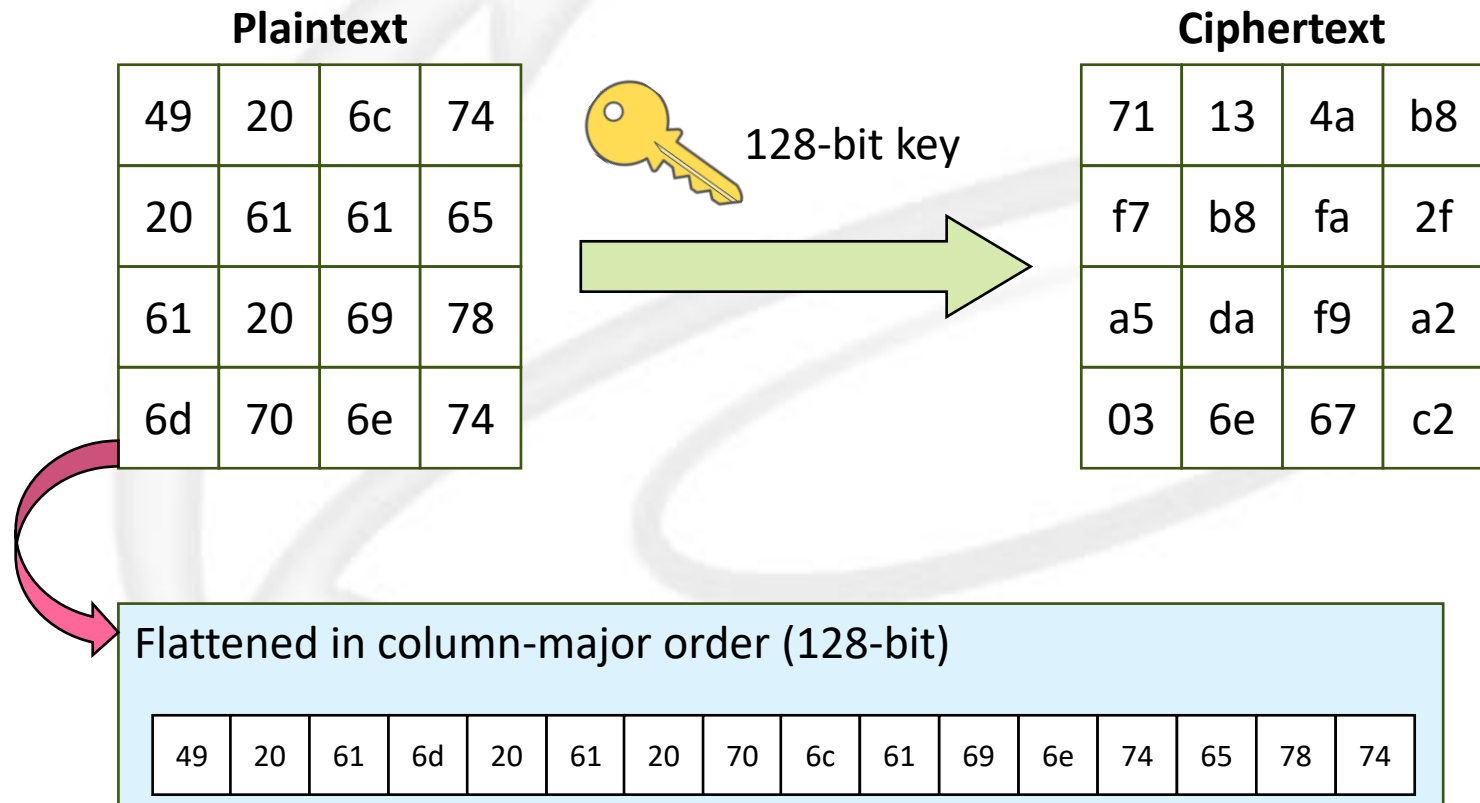 Plaintext
49 20 6c 74
20 61 61 65
61 20 69 78
6d 70 6e 74
128-bit key
Ciphertext
71 13 4a b8
f7 b8 fa 2f
a5 da f9 a2
03 6e 67 c2
Flattened in column-major order (128-bit)
49 20 61 6d 20 61 20 70 6c 61 69 6e 74 65 78 74